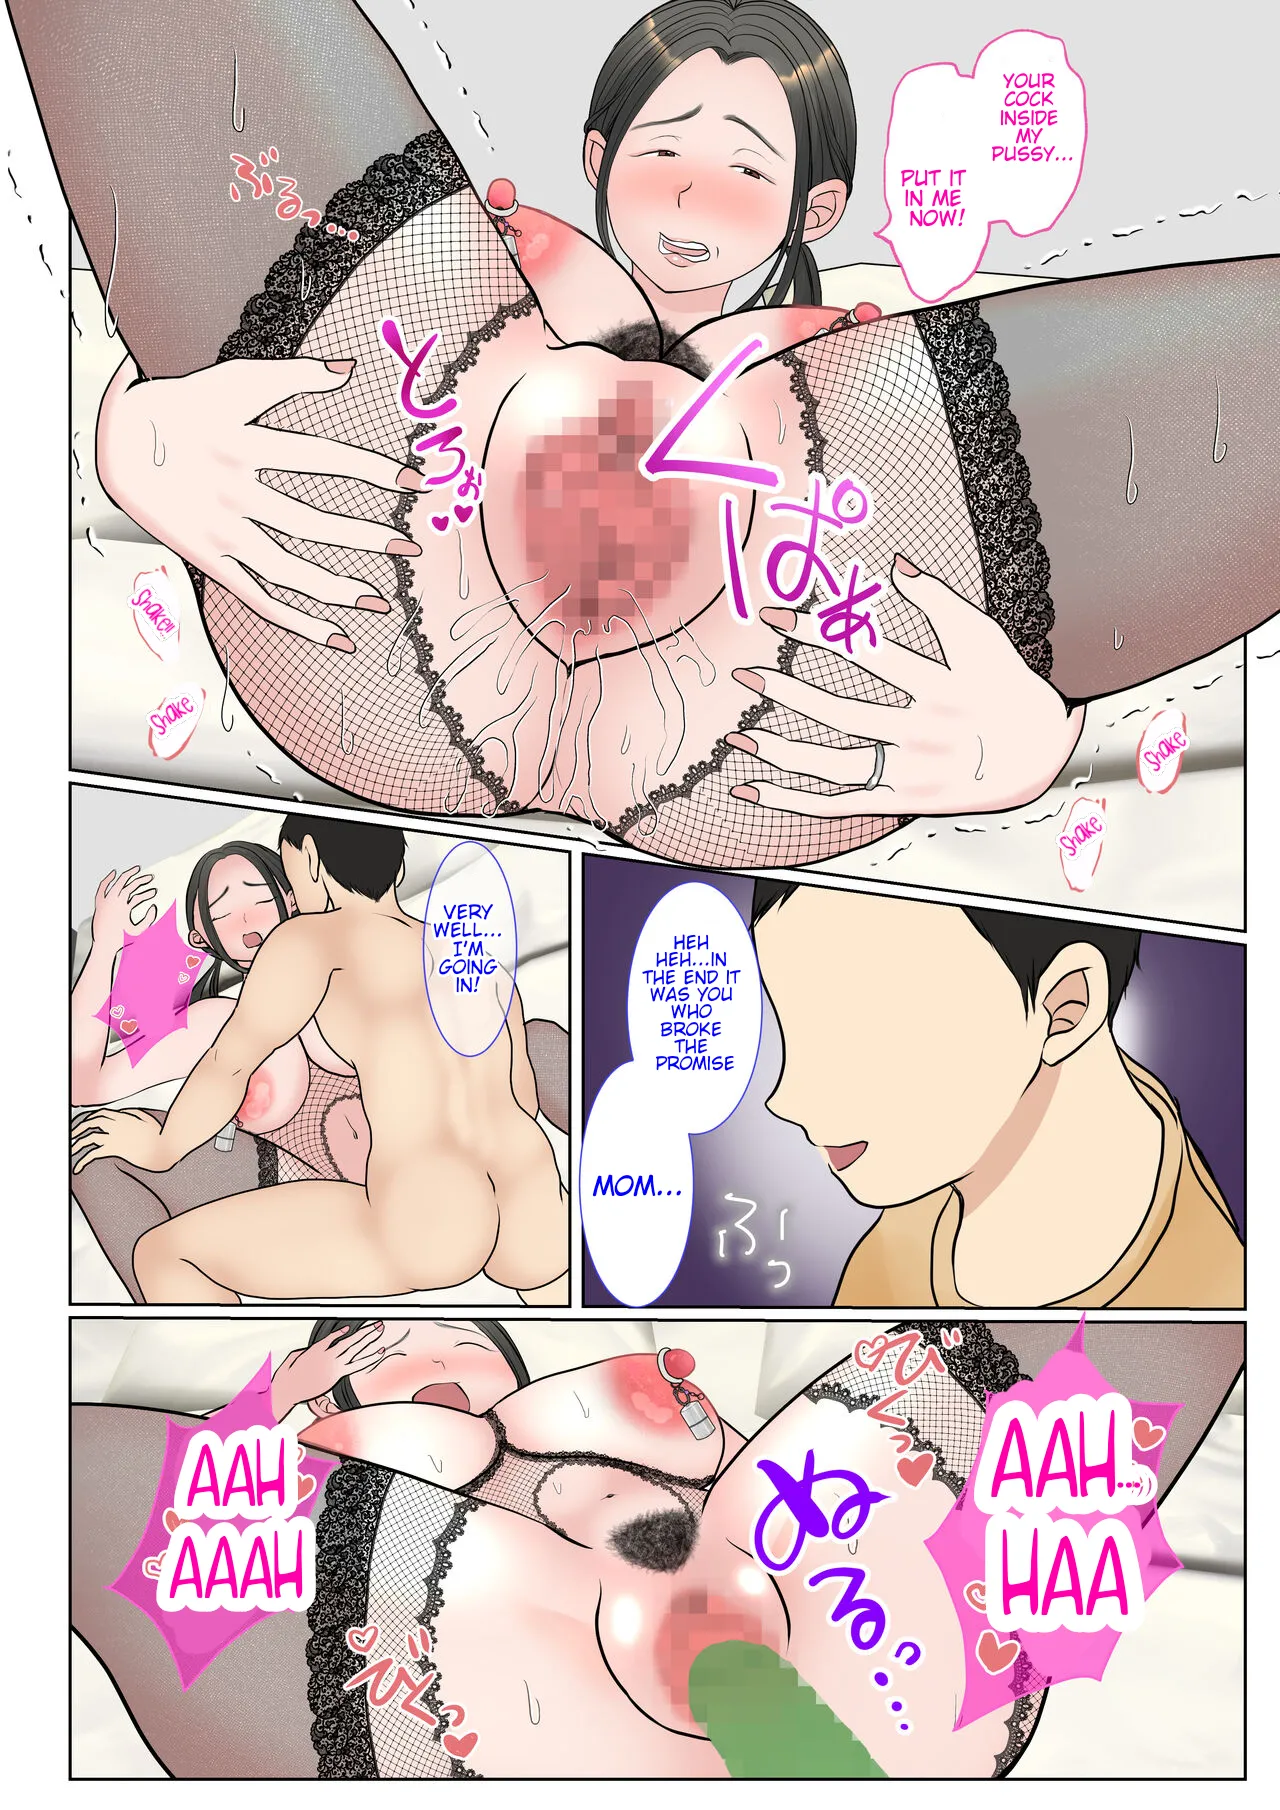 YOUR
COCK
INSIDE
MY
PUSSY...
PUT IT
IN ME
NOW!
ぶるっ...
とろぉ
くぱぁ
Shake!!
Shake
Shake
Shake
HEH
HEH...IN
THE END IT
WAS YOU
WHO
BROKE
THE
PROMISE
MOM...
ふっ
VERY
WELL...
I'M
GOING
IN!
びくっ
AAH...
HAA
ぬるっ...
AAH
AAAH
びくっ